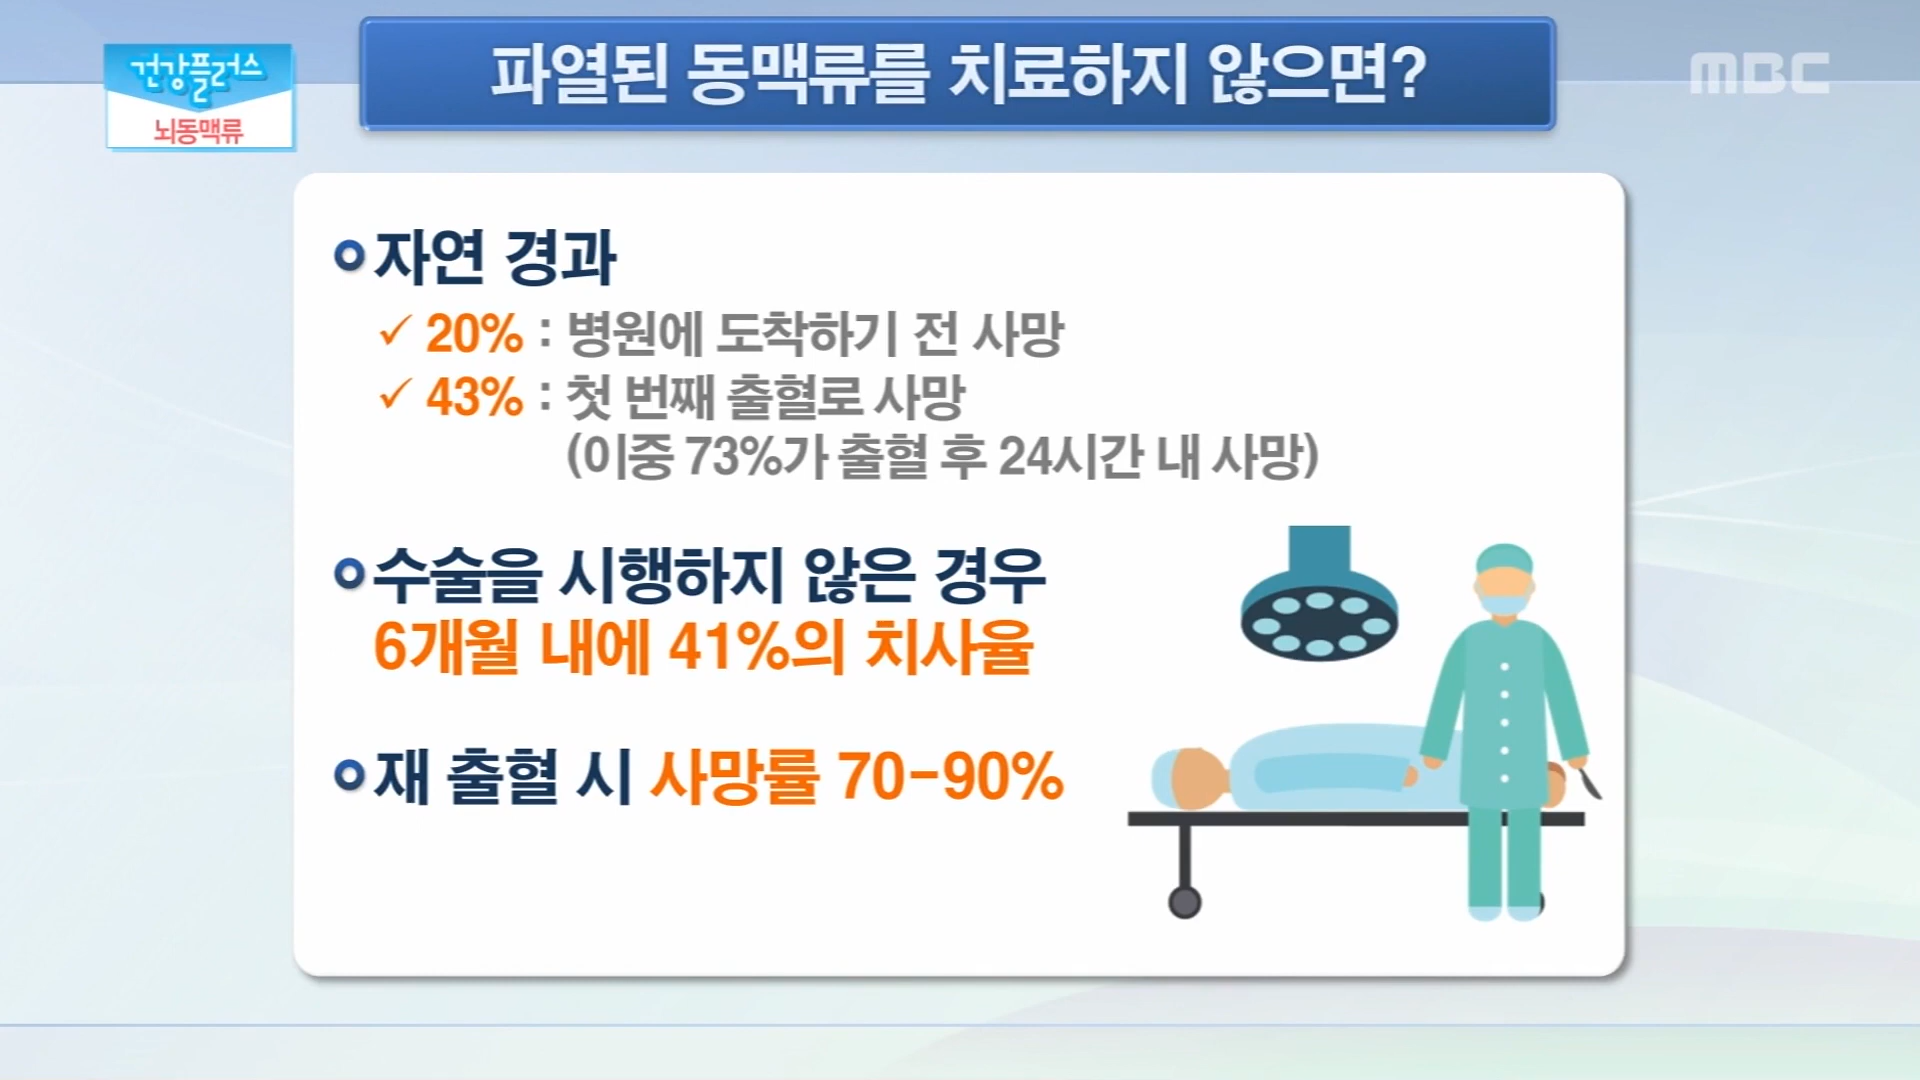 건강플러스
뇌동맥류
파열된 동맥류를 치료하지 않으면?
MBC
자연 경과
✓ 20% : 병원에 도착하기 전 사망
✓ 43% : 첫 번째 출혈로 사망
(이중 73%가 출혈 후 24시간 내 사망)
수술을 시행하지 않은 경우
6개월 내에 41%의 치사율
재 출혈 시 사망률 70-90%